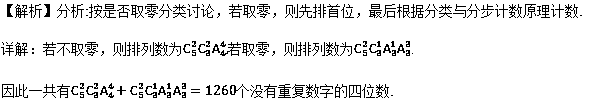 【解析】分析:按是否取零分类讨论，若取零，则先排首位，最后根据分类与分步计数原理计数.
详解：若不取零，则排列数为C₅²C₃²A₄⁴,若取零，则排列数为C₅²C₃¹A₃¹A₃³.
因此一共有C₅²C₃²A₄⁴+C₅²C₃¹A₃¹A₃³=1260个没有重复数字的四位数.